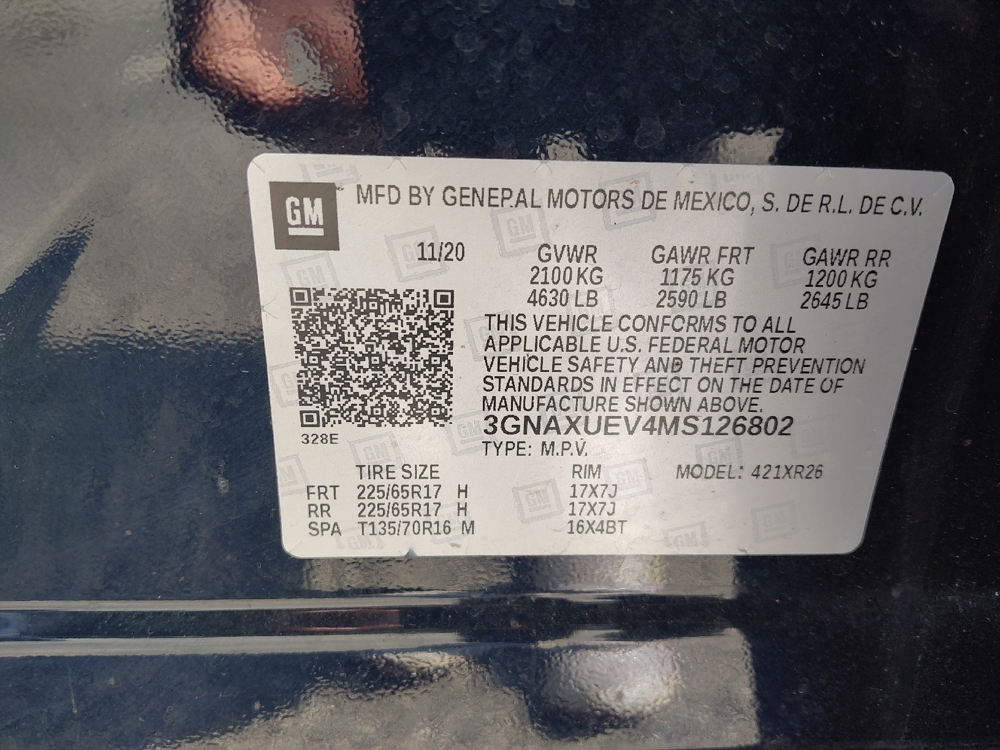 GM
MFD BY GENERAL MOTORS DE MEXICO, S. DE R.L. DE C.V.
11/20 GVWR GAWR FRT GAWR RR
2100 KG 1175 KG 1200 KG
4630 LB 2590 LB 2645 LB
THIS VEHICLE CONFORMS TO ALL
APPLICABLE U.S. FEDERAL MOTOR
VEHICLE SAFETY AND THEFT PREVENTION
STANDARDS IN EFFECT ON THE DATE OF
MANUFACTURE SHOWN ABOVE.
3GNAXUEV4MS126802
328E
TYPE: M.P.V.
TIRE SIZE RIM MODEL: 421XR26
FRT 225/65R17 H 17X7J
RR 225/65R17 H 17X7J
SPA T135/70R16 M 16X4BT